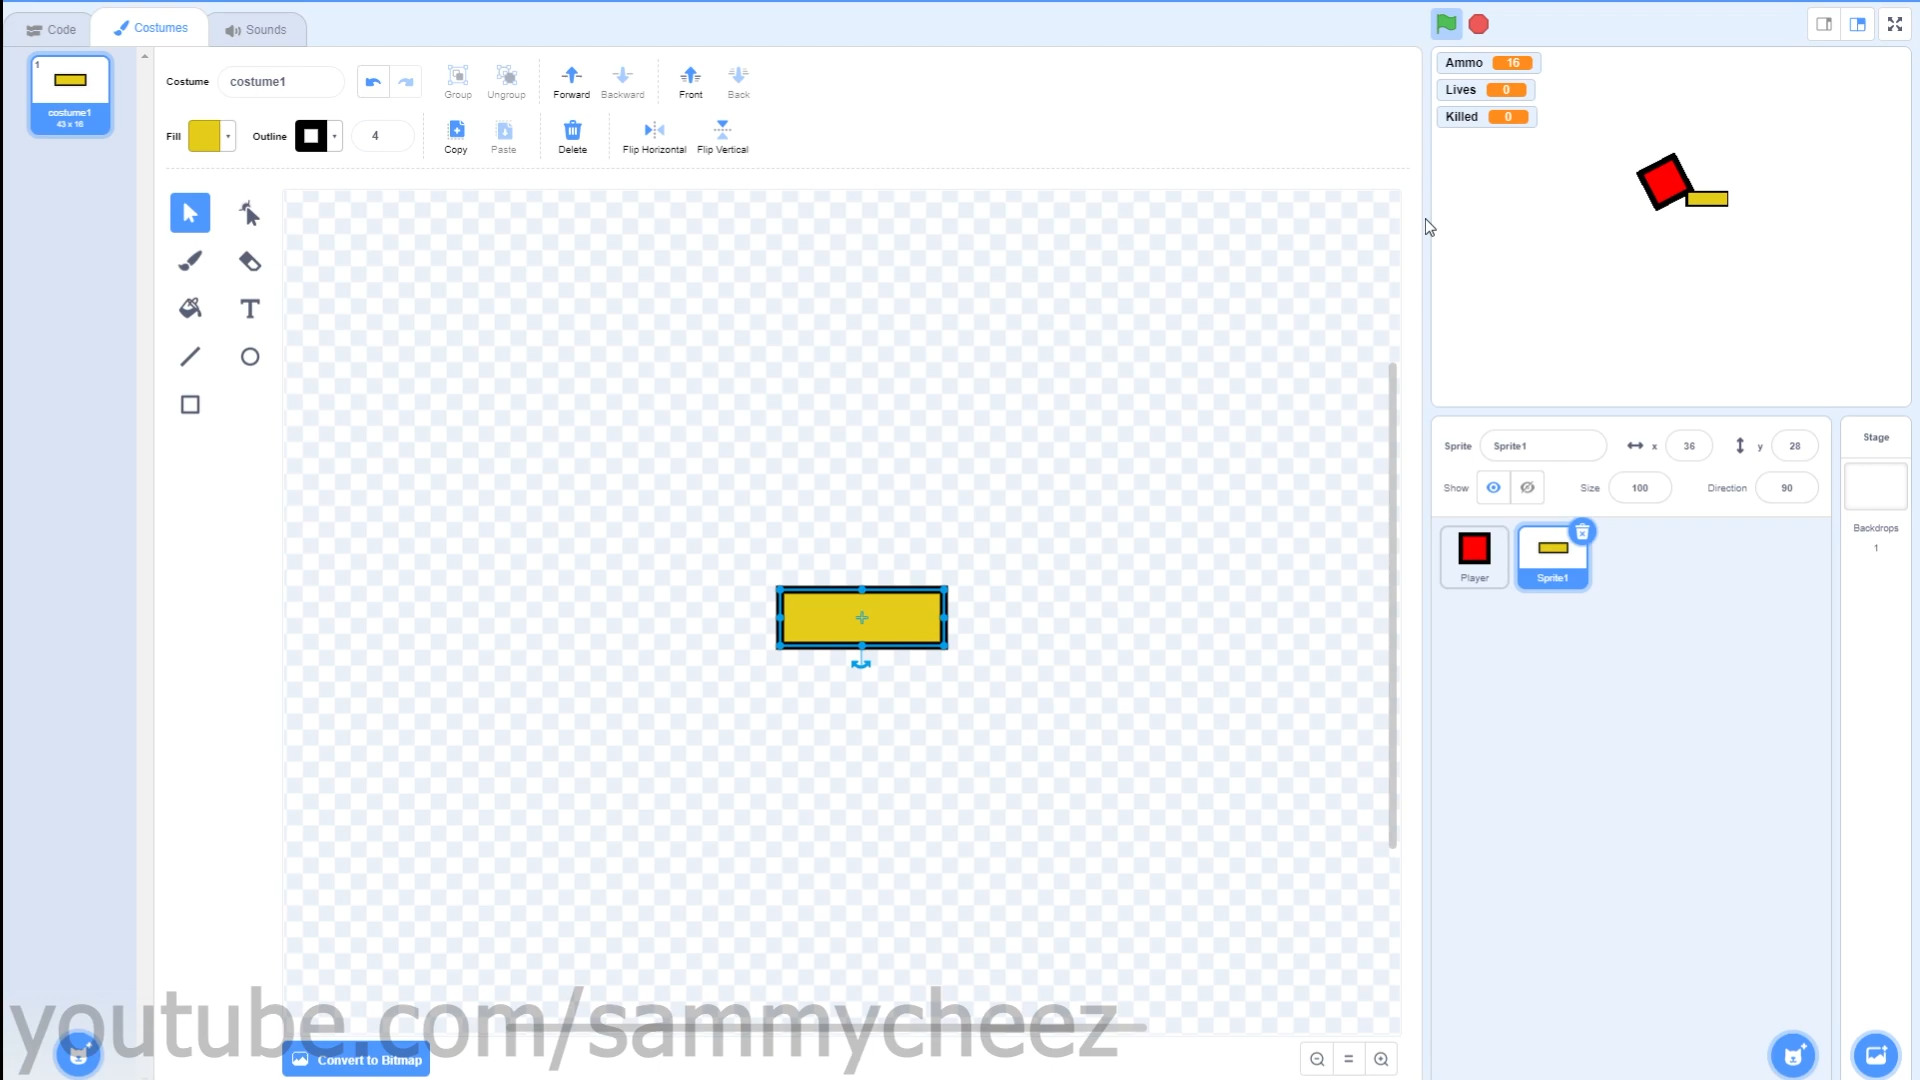 Code
Costumes
Sounds
1
costume1
43 x 16
Costume
costume1
Group
Ungroup
Forward
Backward
Front
Back
Fill
Outline
4
Copy
Paste
Delete
Flip Horizontal
Flip Vertical
Convert to Bitmap
youtube.com/sammycheez
Ammo 16
Lives 0
Killed 0
Sprite
Sprite1
x
36
y
28
Show
Size
100
Direction
90
Player
Sprite1
Stage
Backdrops
1